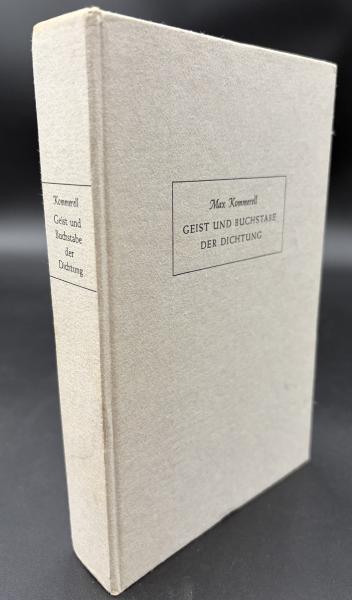 Kommerell
Geist und
Buchstabe
der
Dichtung
Max Kommerell
GEIST UND BUCHSTABE
DER DICHTUNG